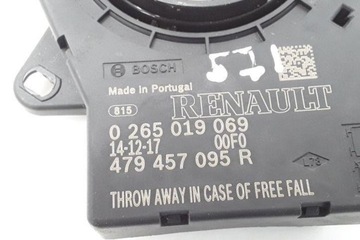 BOSCH
Made in Portugal
815
RENAULT
0 265 019 069
14-12-17 00F0
479 457 095 R
L78
THROW AWAY IN CASE OF FREE FALL